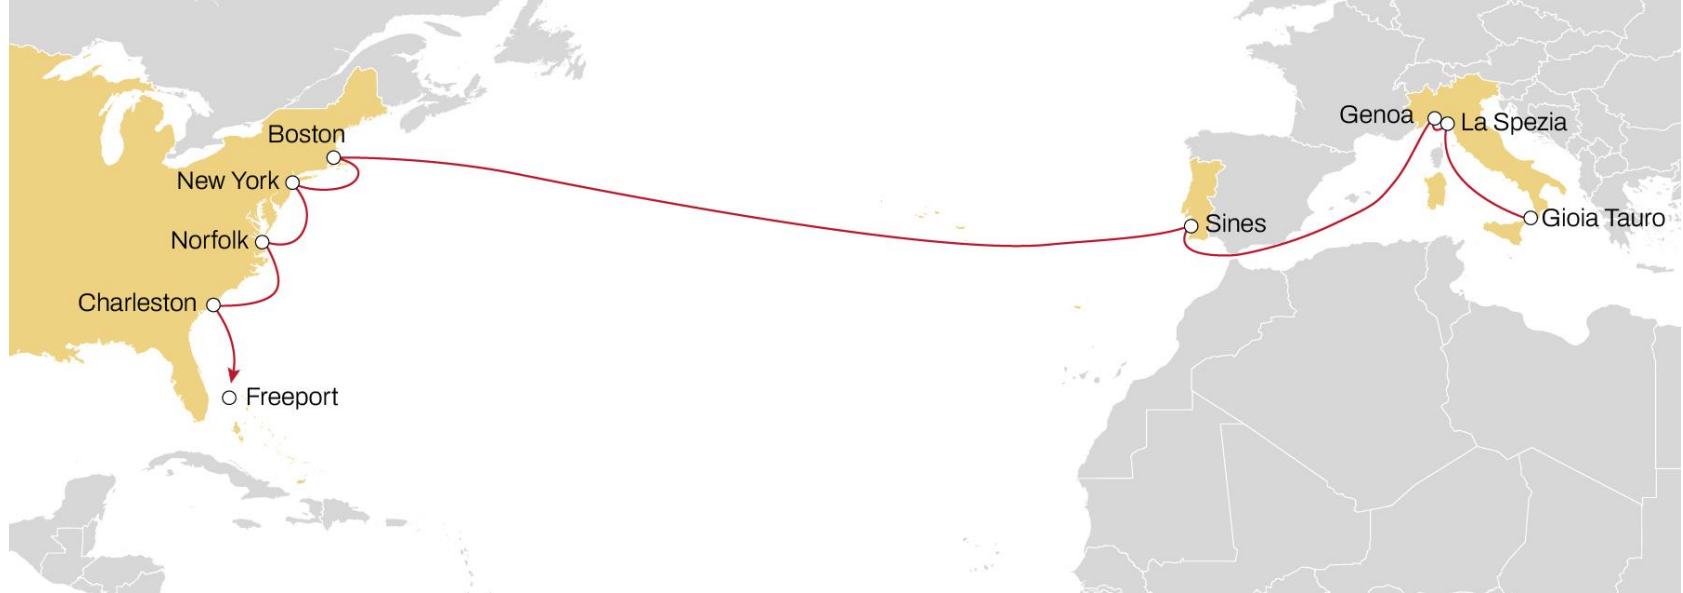 Boston
New York
Norfolk
Charleston
Freeport
Sines
Genoa
La Spezia
Gioia Tauro